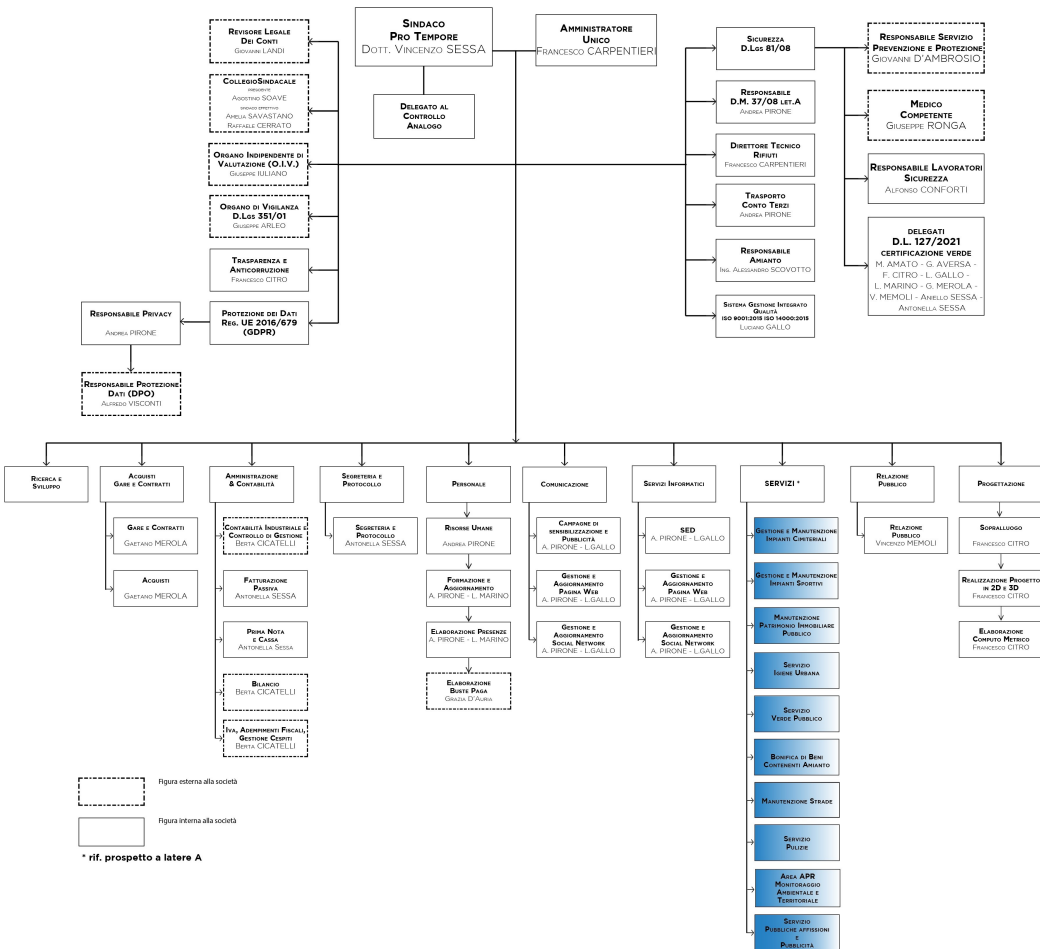 Sindaco
Pro Tempore
Dott. Vincenzo SESSA
Amministratore
Unico
Francesco CARPENTIERI
Delegato al
Controllo
Analogo
Revisore Legale
Dei Conti
Giovanni LANDI
CollegioSindacale
presidente
Agostino SOAVE
sindaco effettivo
Amelia SAVASTANO
Raffaele CERRATO
Organo Indipendente di
Valutazione (O.I.V.)
Giuseppe IULIANO
Organo di Vigilanza
D.Lgs 351/01
Giuseppe ARLEO
Trasparenza e
Anticorruzione
Francesco CITRO
Protezione dei Dati
Reg. UE 2016/679
(GDPR)
Responsabile Privacy
Andrea PIRONE
Responsabile Protezione
Dati (DPO)
Alfredo VISCONTI
Sicurezza
D.Lgs 81/08
Responsabile
D.M. 37/08 let.A
Andrea PIRONE
Direttore Tecnico
Rifiuti
Francesco CARPENTIERI
Trasporto
Conto Terzi
Andrea PIRONE
Responsabile
Amianto
Ing. Alessandro SCOVOTTO
Sistema Gestione Integrato
Qualità
ISO 9001:2015 ISO 14000:2015
Luciano GALLO
Responsabile Servizio
Prevenzione e Protezione
Giovanni D'AMBROSIO
Medico
Competente
Giuseppe RONGA
Responsabile Lavoratori
Sicurezza
Alfonso CONFORTI
DELEGATI
D.L. 127/2021
CERTIFICAZIONE VERDE
M. AMATO - G. AVERSA -
F. CITRO - L. GALLO -
L. MARINO - G. MEROLA -
V. MEMOLI - Aniello SESSA -
Antonella SESSA
Ricerca e
Sviluppo
Acquisti
Gare e Contratti
Gare e Contratti
Gaetano MEROLA
Acquisti
Gaetano MEROLA
Amministrazione
& Contabilità
Contabilità Industriale e
Controllo di Gestione
Berta CICATELLI
Fatturazione
Passiva
Antonella SESSA
Prima Nota
e Cassa
Antonella Sessa
Bilancio
Berta CICATELLI
Iva, Adempimenti Fiscali,
Gestione Cespiti
Berta CICATELLI
Segreteria e
Protocollo
Segreteria e
Protocollo
Antonella SESSA
Personale
Risorse Umane
Andrea PIRONE
Formazione e
Aggiornamento
A. PIRONE - L. MARINO
Elaborazione Presenze
A. PIRONE - L. MARINO
Elaborazione
Buste Paga
Grazia D'Auria
Comunicazione
Campagne di
sensibilizzazione e
Pubblicità
A. PIRONE - L.GALLO
Gestione e
Aggiornamento
Pagina Web
A. PIRONE - L.GALLO
Gestione e
Aggiornamento
Social Network
A. PIRONE - L.GALLO
Servizi Informatici
SED
A. PIRONE - L.GALLO
Gestione e
Aggiornamento
Pagina Web
A. PIRONE - L.GALLO
Gestione e
Aggiornamento
Social Network
A. PIRONE - L.GALLO
SERVIZI *
Gestione e Manutenzione
Impianti Cimiteriali
Gestione e Manutenzione
Impianti Sportivi
Manutenzione
Patrimonio Immobiliare
Pubblico
Servizio
Igiene Urbana
Servizio
Verde Pubblico
Bonifica di Beni
Contenenti Amianto
Manutenzione Strade
Servizio
Pulizie
Area APR
Monitoraggio
Ambientale e
Territoriale
Servizio
Pubbliche affissioni
e
Pubblicità
Relazione
Pubblico
Relazione
Pubblico
Vincenzo MEMOLI
Progettazione
Sopralluogo
Francesco CITRO
Realizzazione Progetto
in 2D e 3D
Francesco CITRO
Elaborazione
Computo Metrico
Francesco CITRO
Figura esterna alla società
Figura interna alla società
* rif. prospetto a latere A